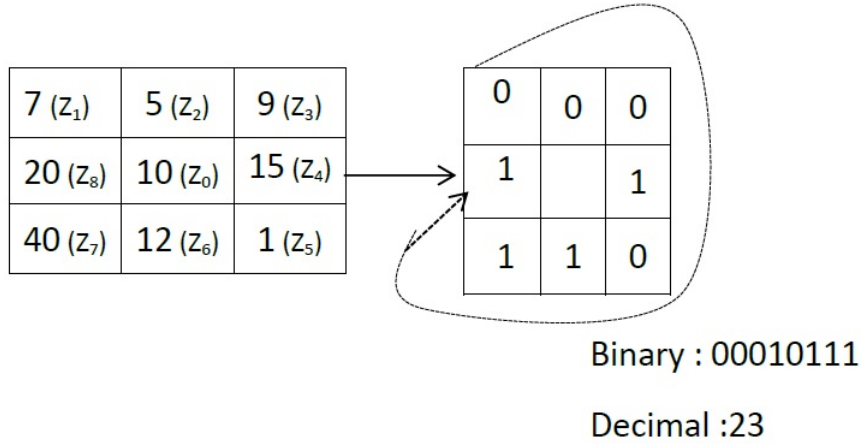 7 (Z₁) 5 (Z₂) 9 (Z₃)
20 (Z₈) 10 (Z₀) 15 (Z₄)
40 (Z₇) 12 (Z₆) 1 (Z₅)
0 0 0
1 1
1 1 0
Binary : 00010111
Decimal :23